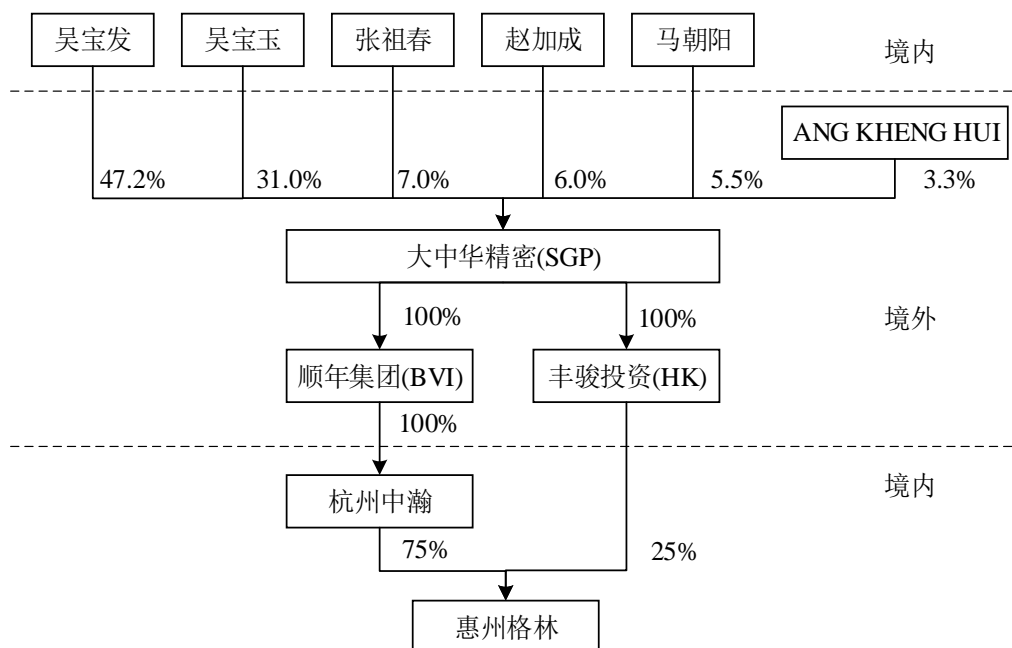 吴宝发
吴宝玉
张祖春
赵加成
马朝阳
境内
ANG KHENG HUI
47.2%
31.0%
7.0%
6.0%
5.5%
3.3%
大中华精密(SGP)
100%
100%
境外
顺年集团(BVI)
丰骏投资(HK)
100%
杭州中瀚
境内
75%
25%
惠州格林